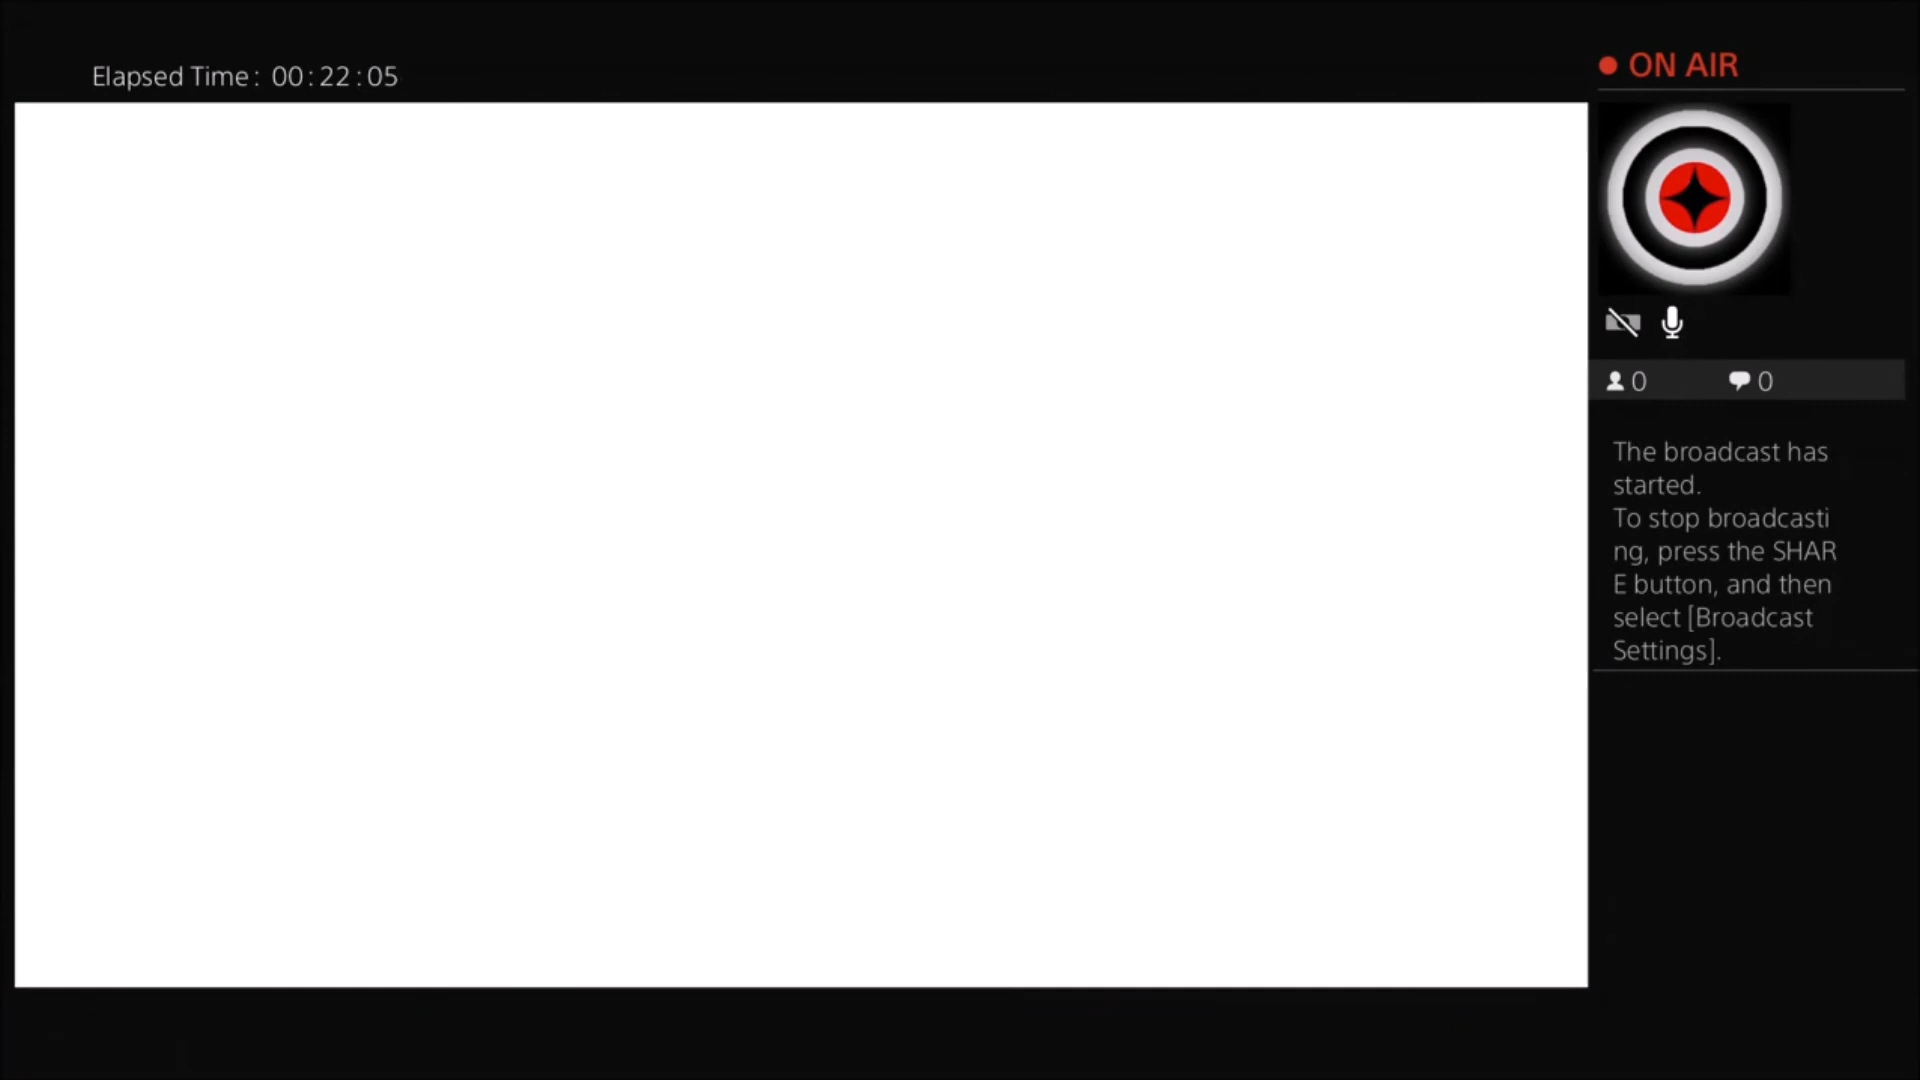 Elapsed Time: 00:22:05
ON AIR
0 0
The broadcast has
started.
To stop broadcasti
ng, press the SHAR
E button, and then
select [Broadcast
Settings].